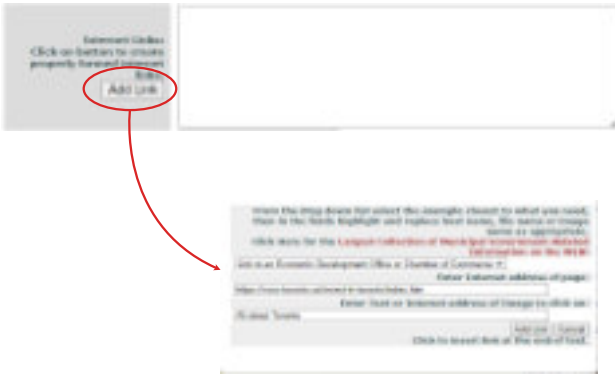 Internet Links:
Click on button to create
properly formed internet
links
Add Link
From the drop down list select the example closest to what you need,
then in the fields highlight and replace host name, file name or image
name as appropriate.
Click here for the Largest Collection of Municipal Government Related
Information on the WEB!
Link to an Economic Development Office or Chamber of Commerce
Enter Internet address of page:
Enter Text or Internet address of Image to click on:
Add Link Cancel
Click to insert link at the end of text.